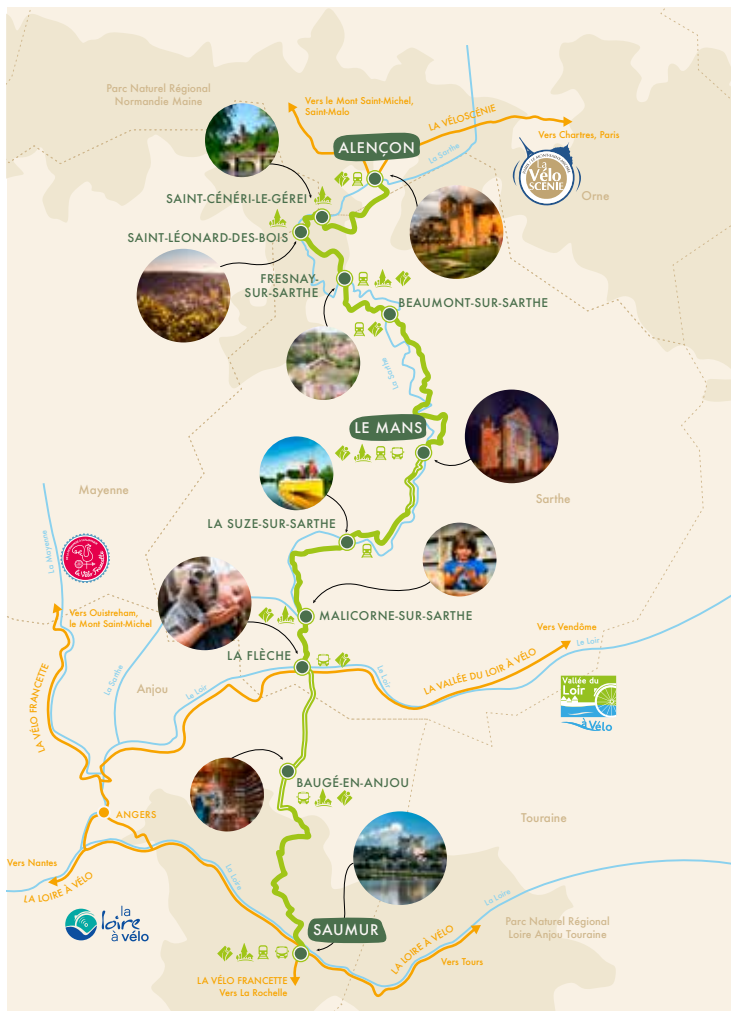 Parc Naturel Régional
Normandie Maine
Vers le Mont Saint-Michel,
Saint-Malo
LA VÉLOSCÉNIE
Vers Chartres, Paris
ALENÇON
La Sarthe
La
Vélo
SCÉNIE
Orne
SAINT-CÉNÉRI-LE-GÉREI
SAINT-LÉONARD-DES-BOIS
FRESNAY-
SUR-SARTHE
BEAUMONT-SUR-SARTHE
La Sarthe
LE MANS
Mayenne
Sarthe
LA SUZE-SUR-SARTHE
La Mayenne
la Vélo Francette
Vers Ouistreham,
le Mont Saint-Michel
MALICORNE-SUR-SARTHE
Vers Vendôme
LA FLÈCHE
Le Loir
LA VALLÉE DU LOIR À VÉLO
Le Loir
LA VÉLO FRANCETTE
La Sarthe
Anjou
Le Loir
Vallée du
Loir
à Vélo
BAUGÉ-EN-ANJOU
ANGERS
Touraine
Vers Nantes
LA LOIRE À VÉLO
La Loire
La Loire
la
loire
à vélo
SAUMUR
Parc Naturel Régional
Loire Anjou Touraine
LA LOIRE À VÉLO
Vers Tours
LA VÉLO FRANCETTE
Vers La Rochelle